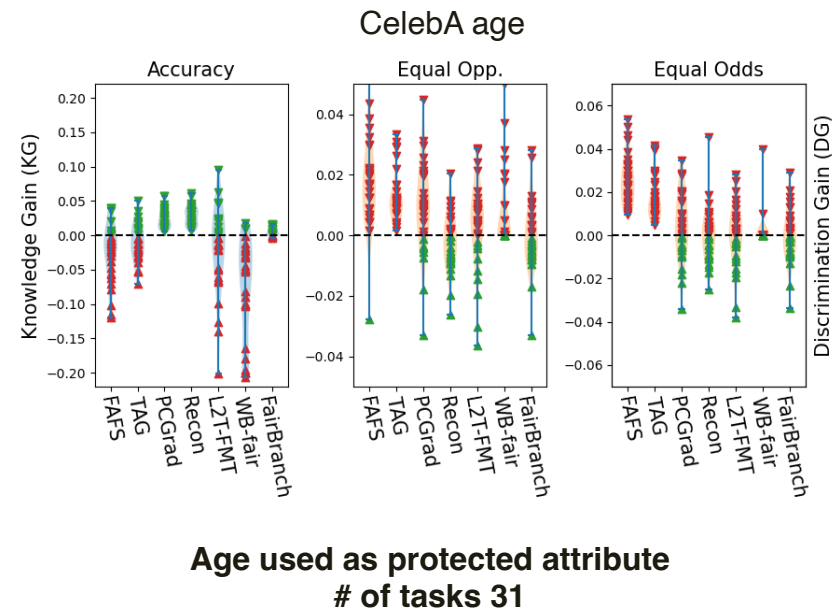 CelebA age
Accuracy
Equal Opp.
Equal Odds
Knowledge Gain (KG)
0.20
0.15
0.10
0.05
0.00
−0.05
−0.10
−0.15
−0.20
0.04
0.02
0.00
−0.02
−0.04
0.06
0.04
0.02
0.00
−0.02
−0.04
−0.06
Discrimination Gain (DG)
FAFS
TAG
PCGrad
Recon
L2T-FMT
WB-fair
FairBranch
FAFS
TAG
PCGrad
Recon
L2T-FMT
WB-fair
FairBranch
FAFS
TAG
PCGrad
Recon
L2T-FMT
WB-fair
FairBranch
Age used as protected attribute
# of tasks 31